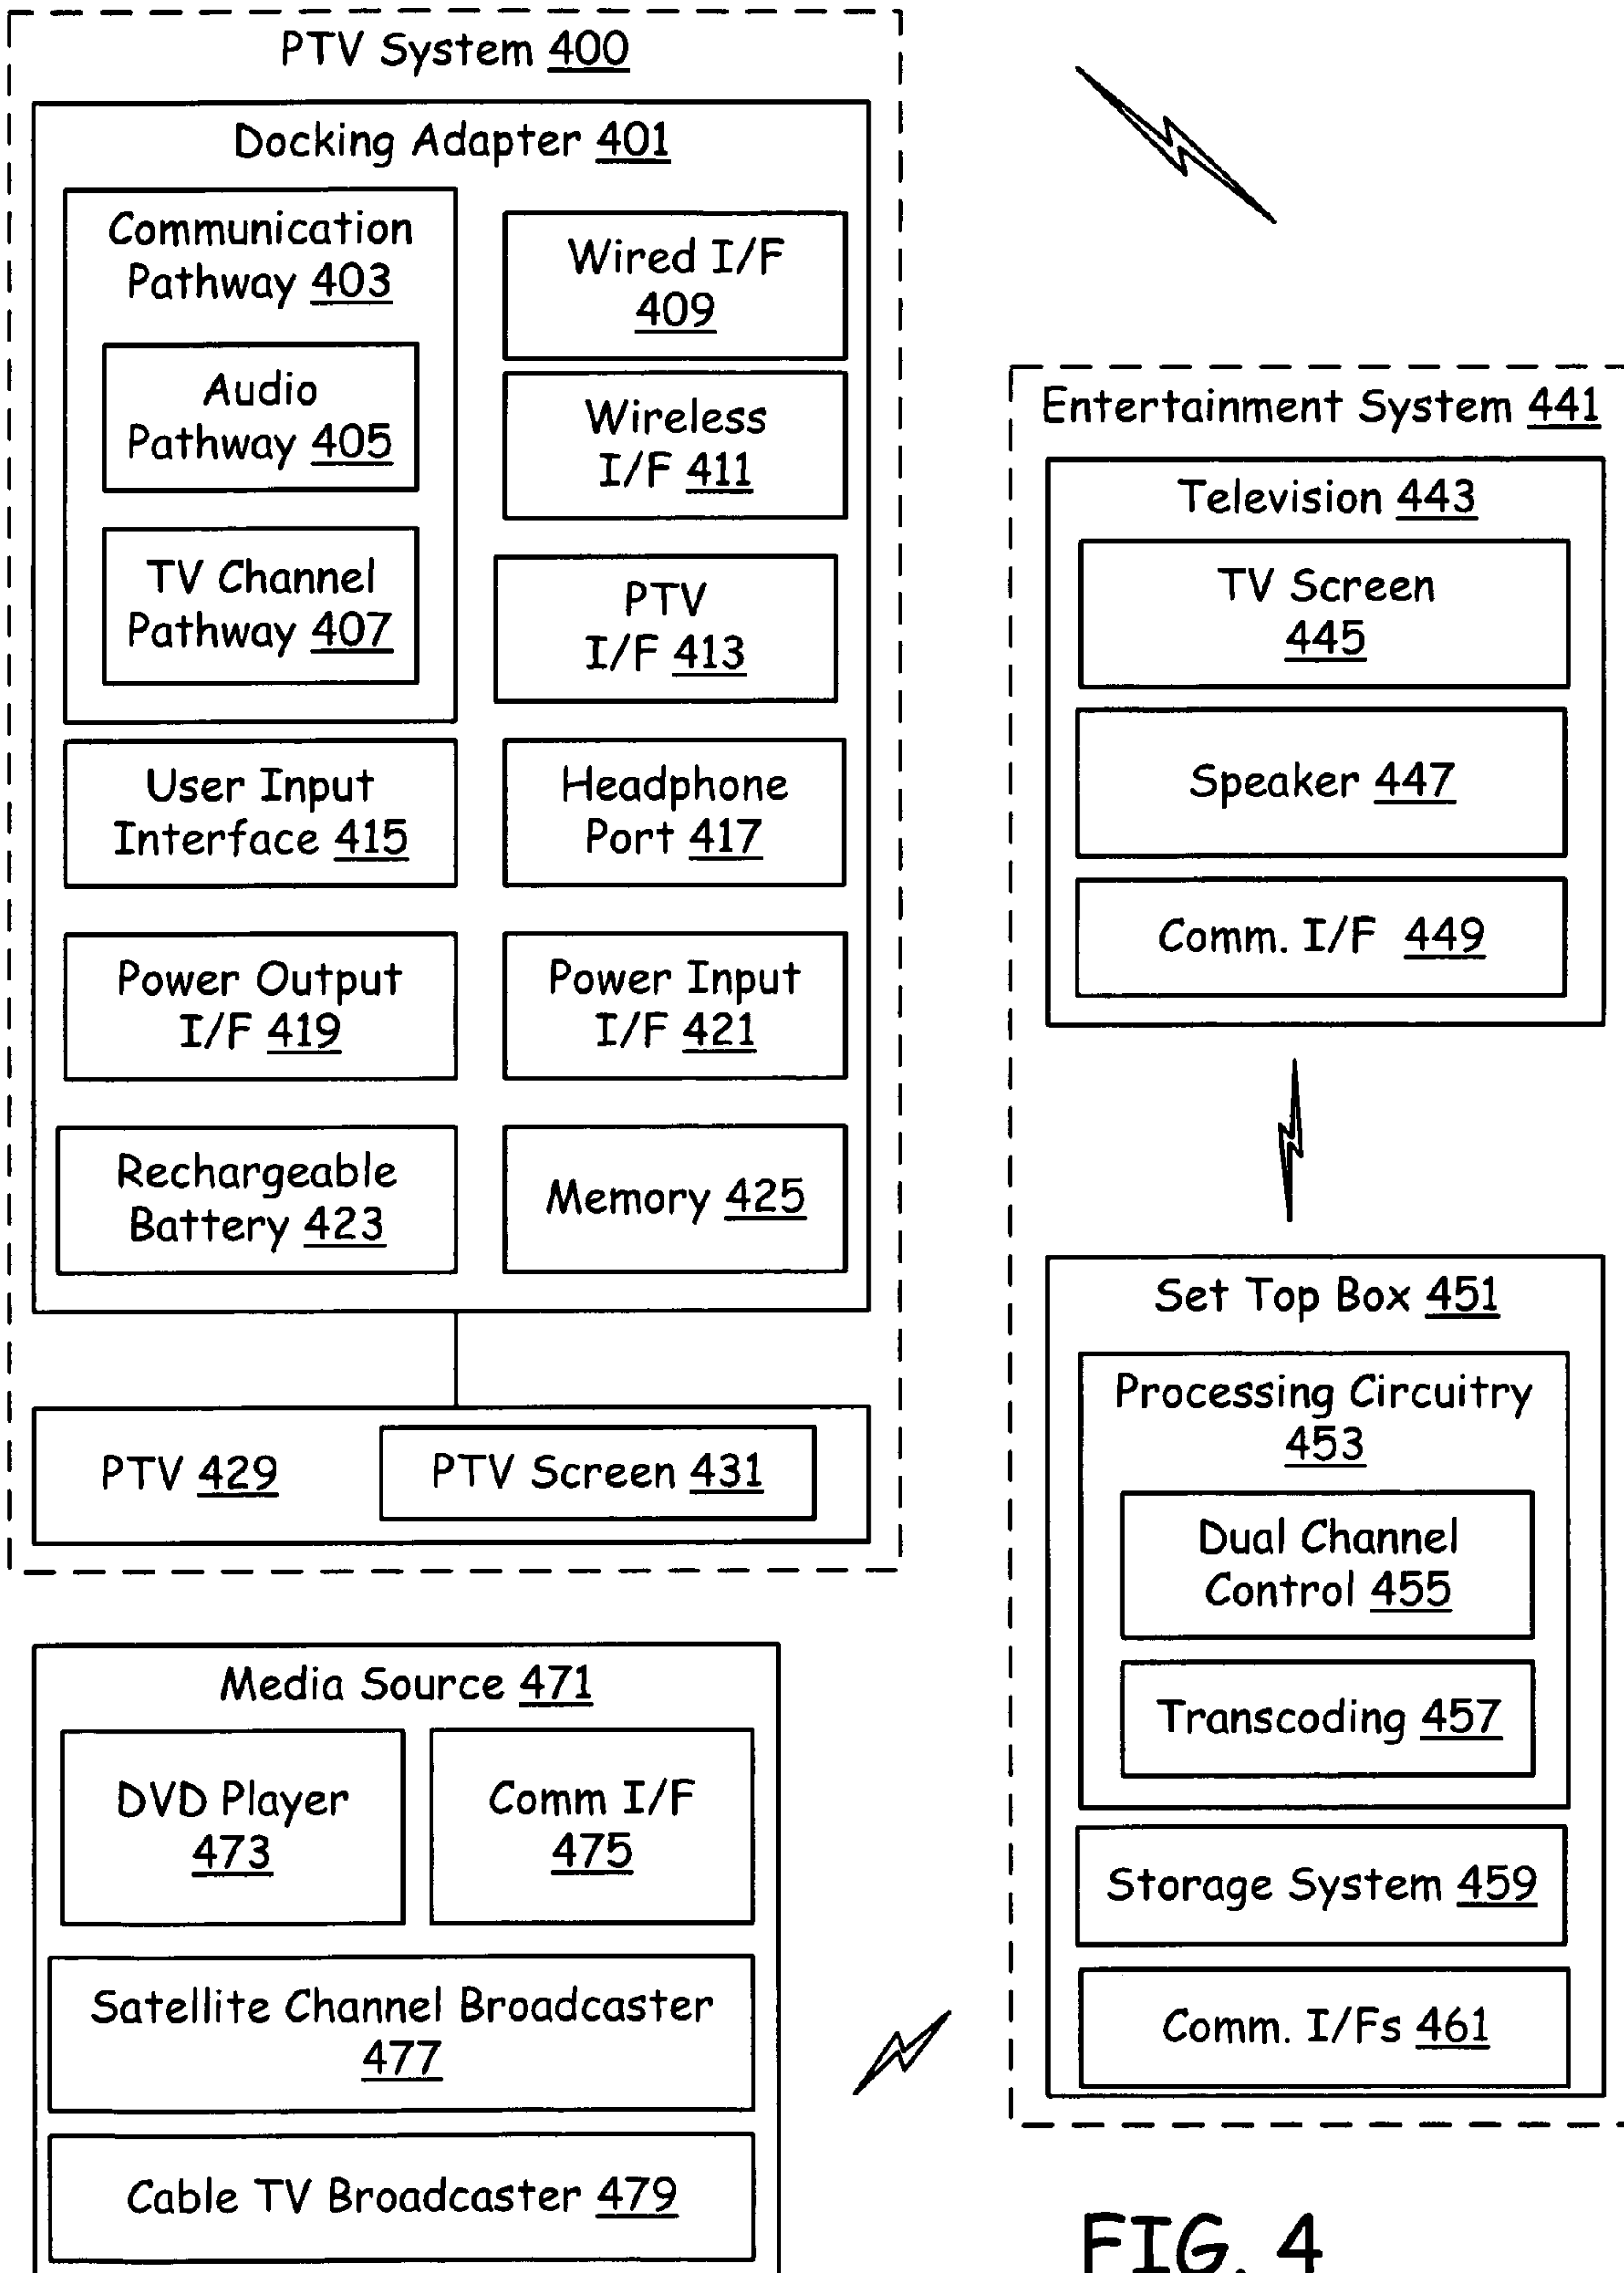 PTV System 400
Docking Adapter 401
Communication
Pathway 403
Audio
Pathway 405
TV Channel
Pathway 407
Wired I/F
409
Wireless
I/F 411
PTV
I/F 413
User Input
Interface 415
Headphone
Port 417
Power Output
I/F 419
Power Input
I/F 421
Rechargeable
Battery 423
Memory 425
PTV 429
PTV Screen 431
Entertainment System 441
Television 443
TV Screen
445
Speaker 447
Comm. I/F 449
Set Top Box 451
Processing Circuitry
453
Dual Channel
Control 455
Transcoding 457
Storage System 459
Comm. I/Fs 461
Media Source 471
DVD Player
473
Comm I/F
475
Satellite Channel Broadcaster
477
Cable TV Broadcaster 479
FIG. 4